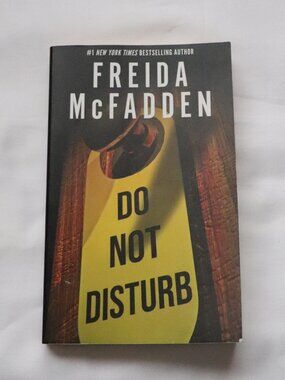 #1 NEW YORK TIMES BESTSELLING AUTHOR
FREIDA
McFADDEN
DO
NOT
DISTURB